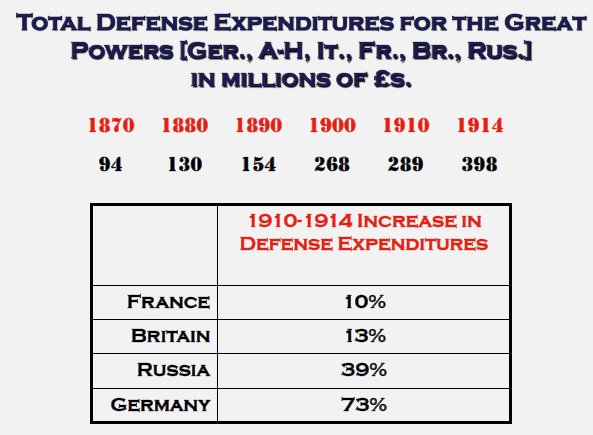 Total Defense Expenditures for the Great
Powers [Ger., A-H, It., Fr., Br., Rus.]
in millions of £s.
1870 1880 1890 1900 1910 1914
94 130 154 268 289 398
1910-1914 Increase in
Defense Expenditures
France 10%
Britain 13%
Russia 39%
Germany 73%